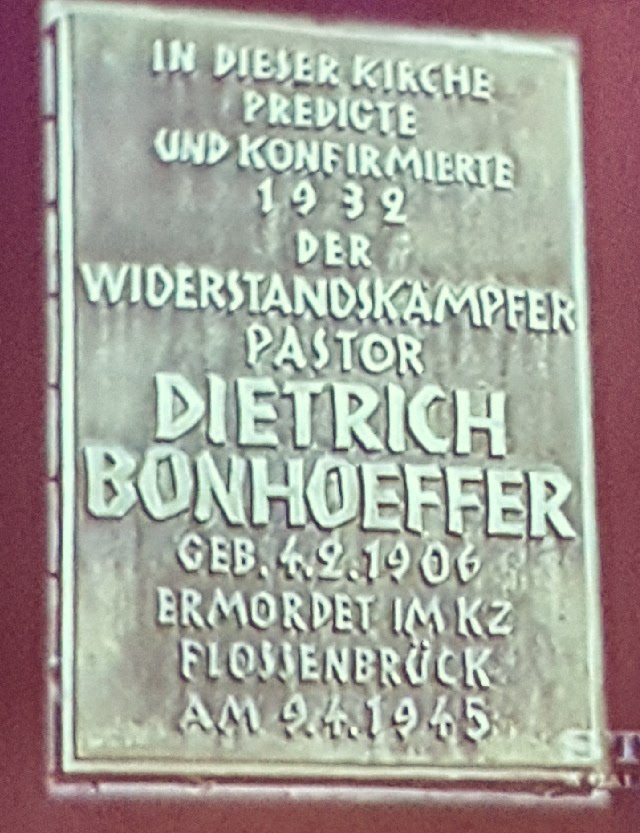 IN DIESER KIRCHE
PREDIGTE
UND KONFIRMIERTE
1932
DER
WIDERSTANDSKÄMPFER
PASTOR
DIETRICH
BONHOEFFER
GEB. 4.2.1906
ERMORDET IM KZ
FLOSSENBRÜCK
AM 9.4.1945
ST